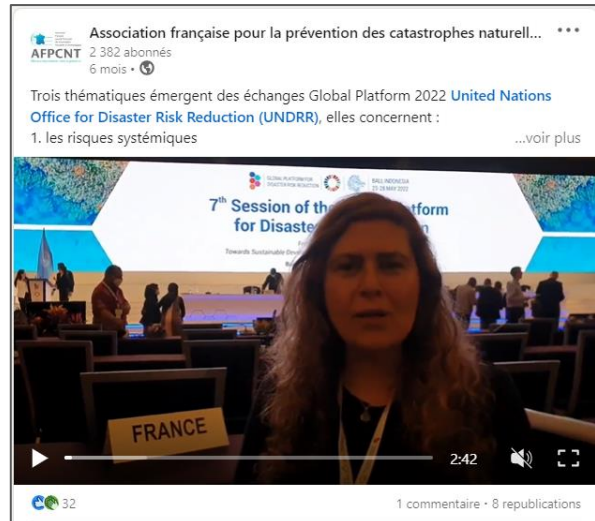 Association française pour la prévention des catastrophes naturell...
AFPCNT
2 382 abonnés
6 mois •
Trois thématiques émergent des échanges Global Platform 2022 United Nations
Office for Disaster Risk Reduction (UNDRR), elles concernent :
1. les risques systémiques
...voir plus
GLOBAL PLATFORM FOR
DISASTER RISK REDUCTION
BALI, INDONESIA
23-28 MAY 2022
7th Session of the tform
for Disaste n
Towards Sustainable Devel
FRANCE
2:42
32
1 commentaire • 8 republications